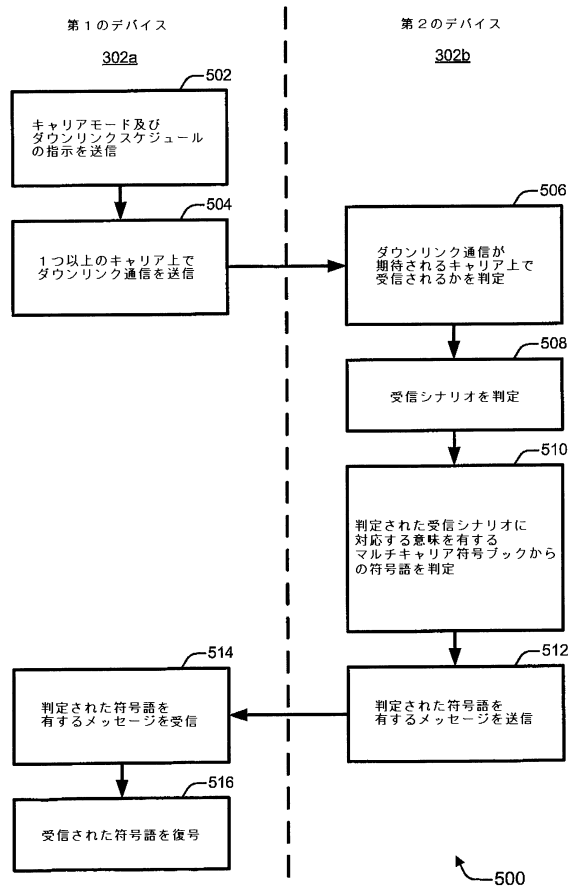 第１のデバイス
302a
第２のデバイス
302b
502
キャリアモード及び
ダウンリンクスケジュール
の指示を送信
504
１つ以上のキャリア上で
ダウンリンク通信を送信
506
ダウンリンク通信が
期待されるキャリア上で
受信されるかを判定
508
受信シナリオを判定
510
判定された受信シナリオに
対応する意味を有する
マルチキャリア符号ブックから
の符号語を判定
512
判定された符号語を
有するメッセージを送信
514
判定された符号語を
有するメッセージを受信
516
受信された符号語を復号
500